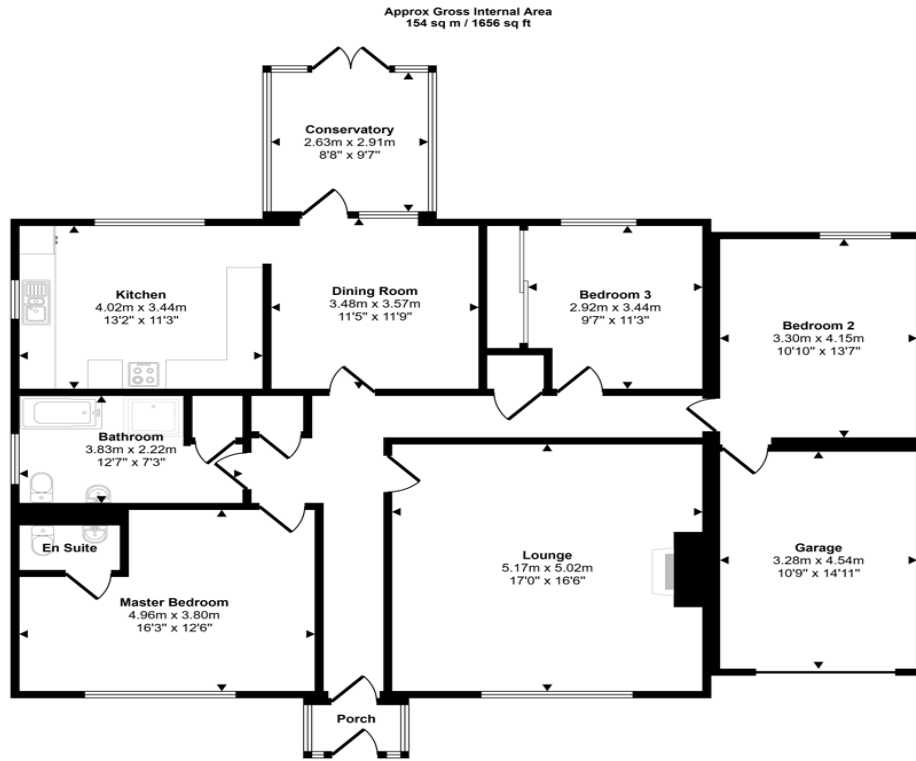 Approx Gross Internal Area
154 sq m / 1656 sq ft
Conservatory
2.63m x 2.91m
8'8" x 9'7"
Kitchen
4.02m x 3.44m
13'2" x 11'3"
Dining Room
3.48m x 3.57m
11'5" x 11'9"
Bedroom 3
2.92m x 3.44m
9'7" x 11'3"
Bedroom 2
3.30m x 4.15m
10'10" x 13'7"
Bathroom
3.83m x 2.22m
12'7" x 7'3"
En Suite
Master Bedroom
4.96m x 3.80m
16'3" x 12'6"
Lounge
5.17m x 5.02m
17'0" x 16'6"
Garage
3.28m x 4.54m
10'9" x 14'11"
Porch